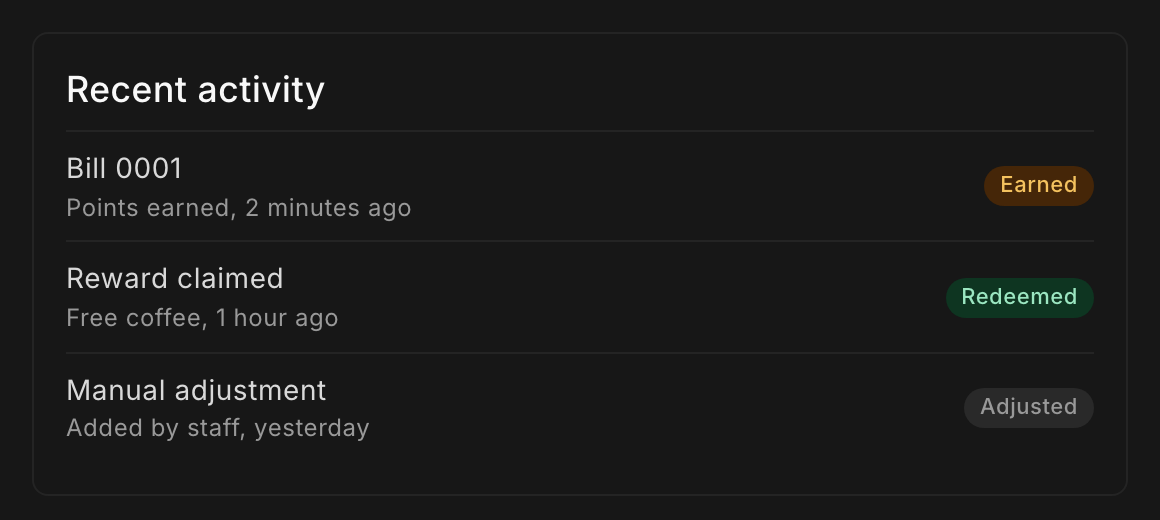 Recent activity
Bill 0001
Points earned, 2 minutes ago
Earned
Reward claimed
Free coffee, 1 hour ago
Redeemed
Manual adjustment
Added by staff, yesterday
Adjusted